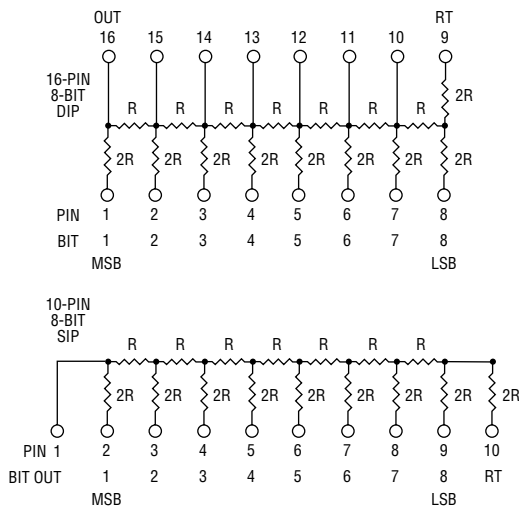 OUT RT
16 15 14 13 12 11 10 9
16-PIN
8-BIT
DIP
2R
R R R R R R R
2R 2R 2R 2R 2R 2R 2R 2R
PIN 1 2 3 4 5 6 7 8
BIT 1 2 3 4 5 6 7 8
MSB LSB
10-PIN
8-BIT
SIP
R R R R R R R
2R 2R 2R 2R 2R 2R 2R 2R 2R
PIN 1 2 3 4 5 6 7 8 9 10
BIT OUT 1 2 3 4 5 6 7 8 RT
MSB LSB